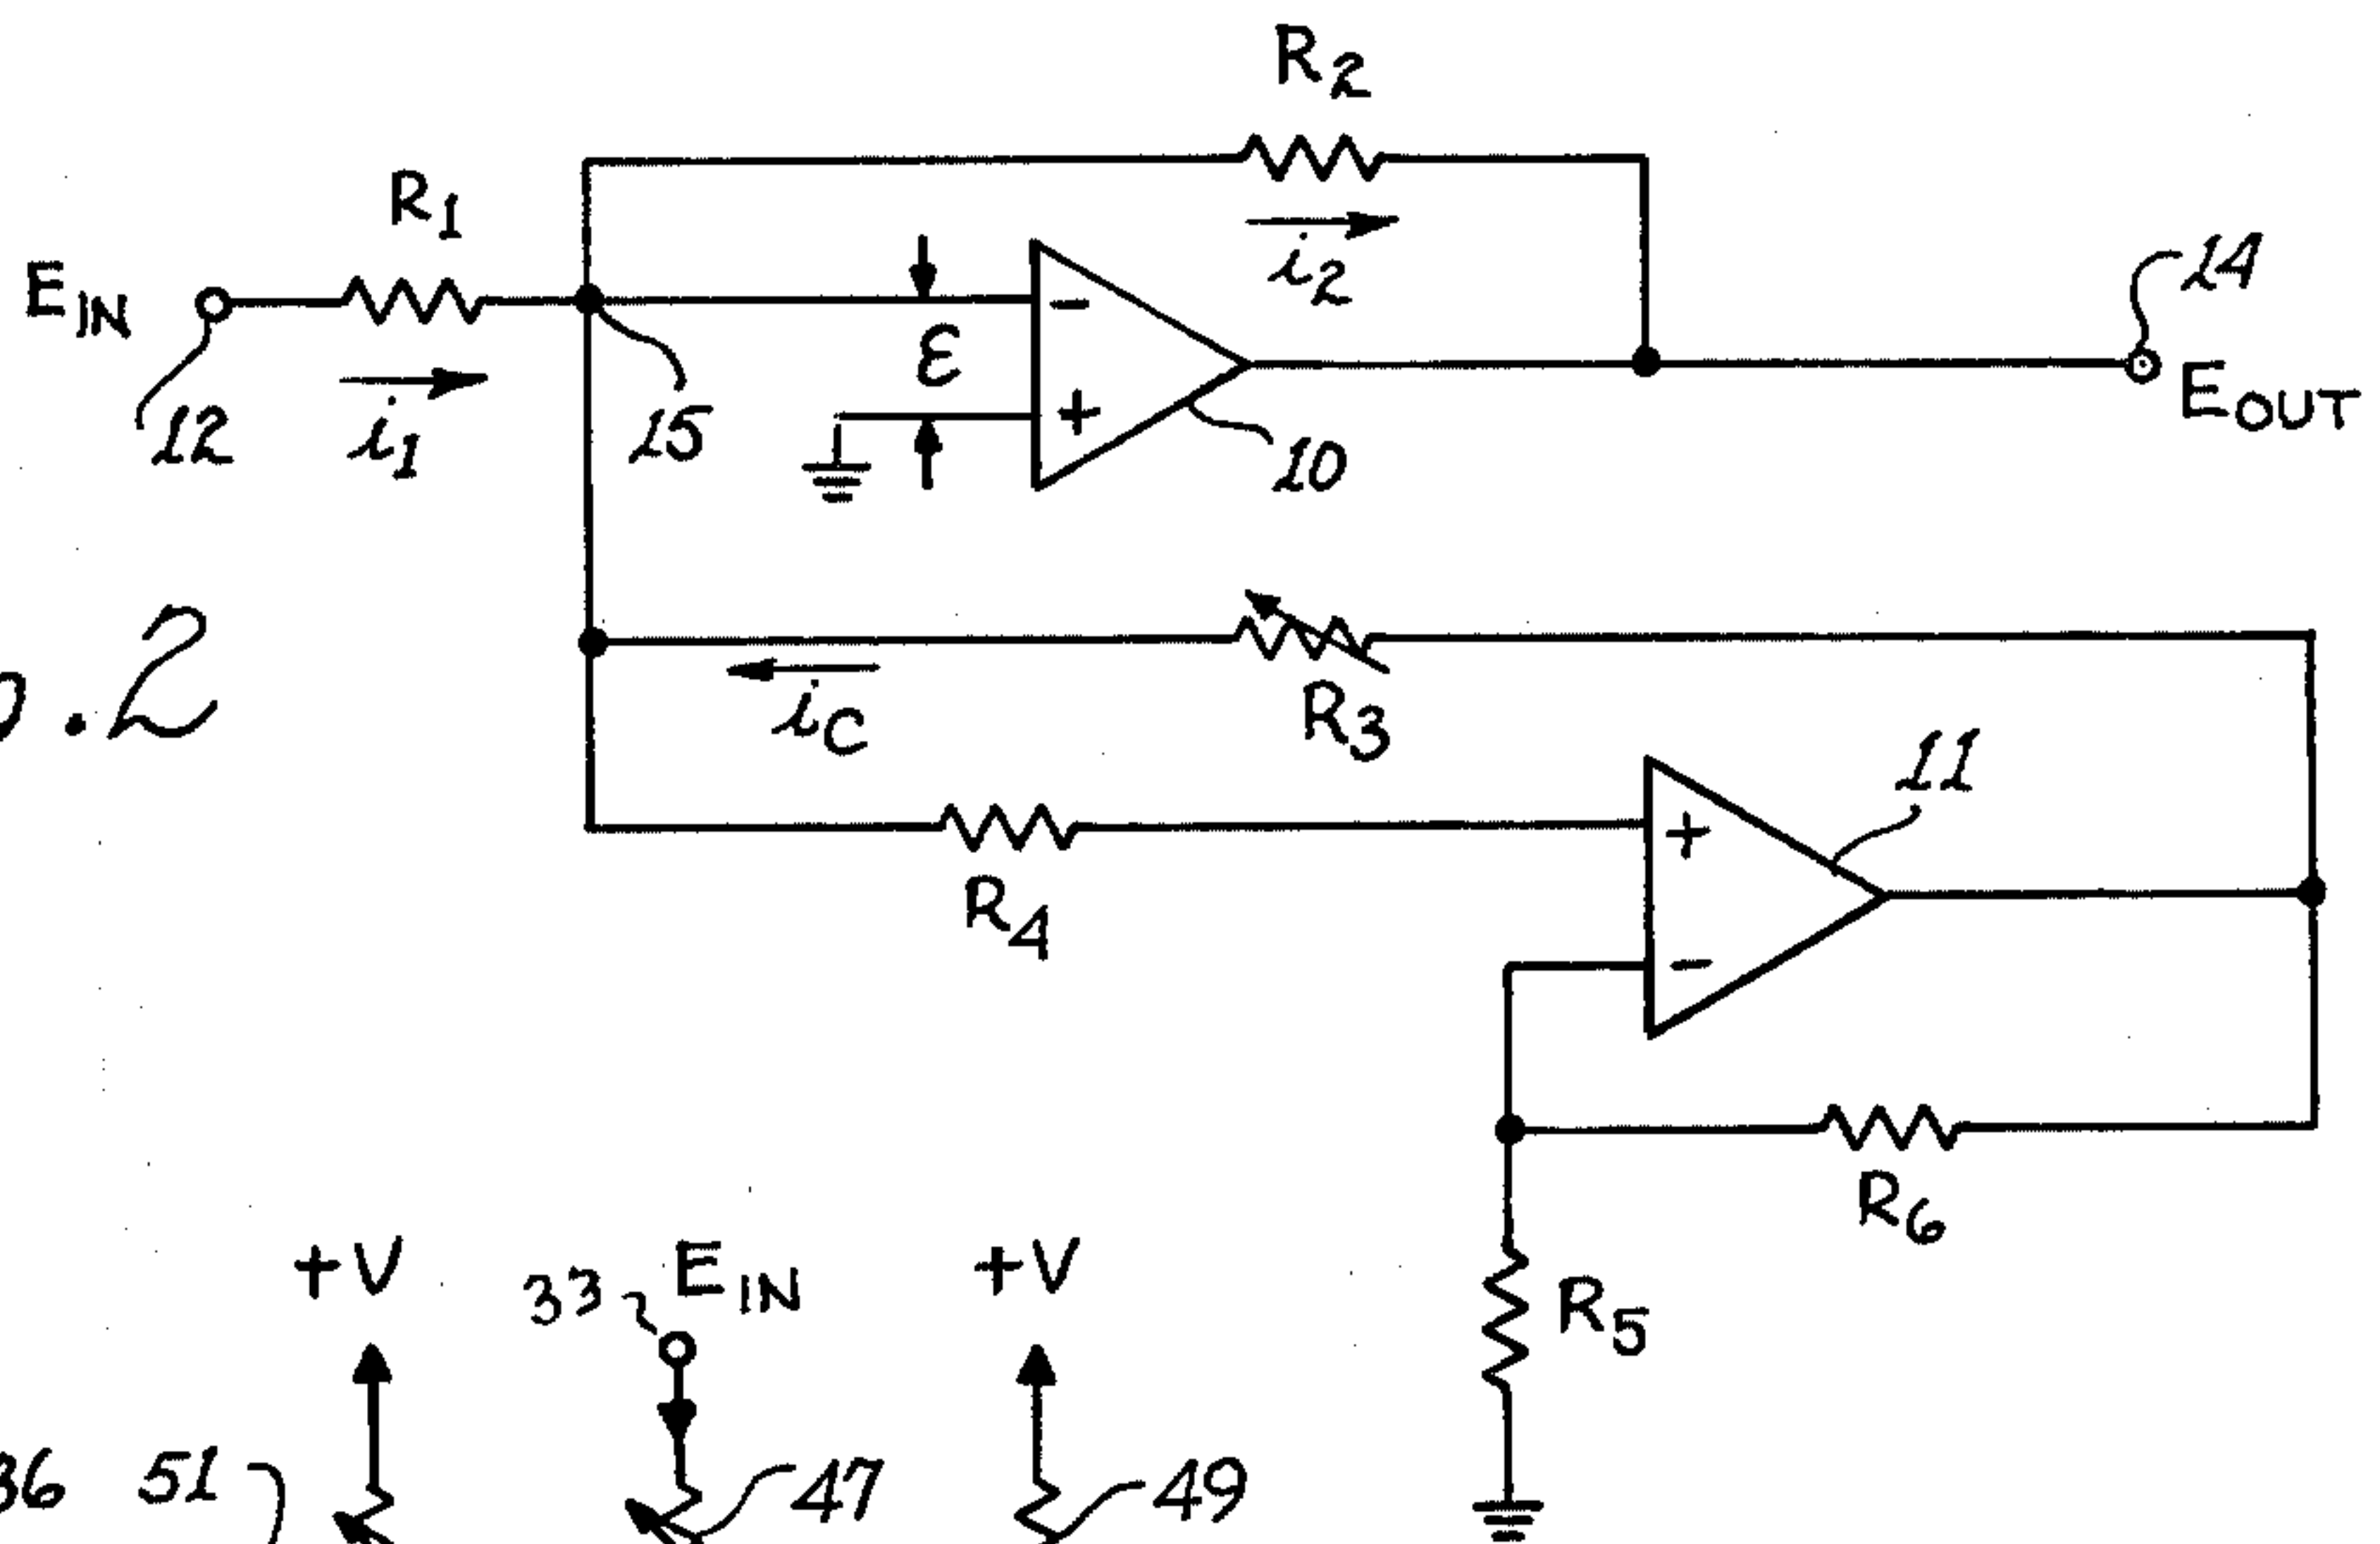 R2
R1
i2
14
EIN
ε
−
EOUT
12
i1
15
+
10
.2
iC
R3
11
R4
+
−
R6
+V
33
EIN
+V
R5
36
51
47
49